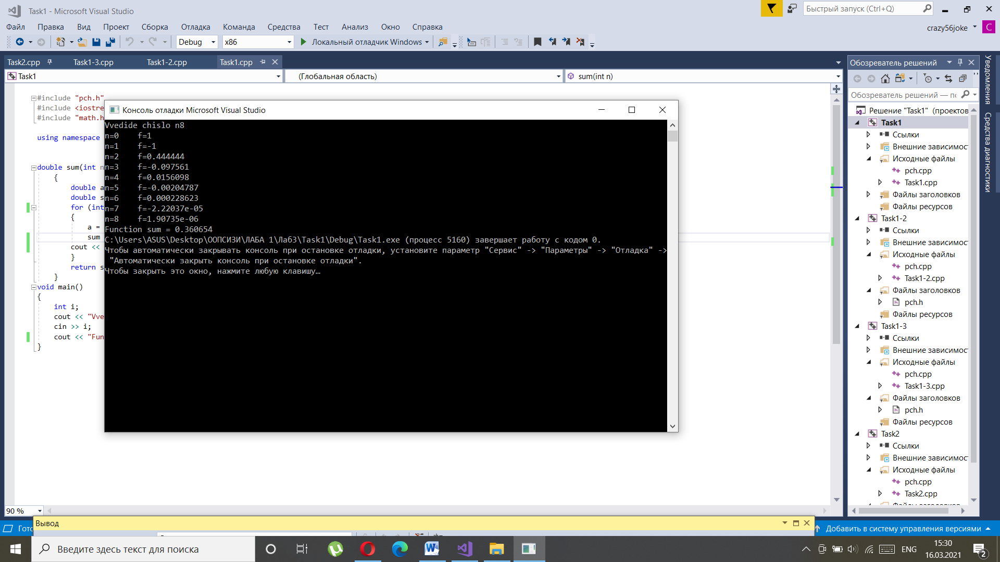 Task1 - Microsoft Visual Studio
Быстрый запуск (Ctrl+Q)
Файл Правка Вид Проект Сборка Отладка Команда Средства Тест Анализ Окно Справка
crazy56joke C
Debug x86 Локальный отладчик Windows
Task2.cpp Task1-3.cpp Task1-2.cpp Task1.cpp
Task1 (Глобальная область) sum(int n)
#include "pch.h"
#include <iostre
#include "math.h
using namespace
double sum(int n
{
double a
double s
for (int
{
a =
sum
cout <<
}
return s
}
void main()
{
int i;
cout << "Vve
cin >> i;
cout << "Fun
}
Консоль отладки Microsoft Visual Studio
Vvedide chislo n8
n=0 f=1
n=1 f=-1
n=2 f=0.444444
n=3 f=-0.097561
n=4 f=0.0156098
n=5 f=-0.00204787
n=6 f=0.000228623
n=7 f=-2.22037e-05
n=8 f=1.90735e-06
Function sum = 0.360654
C:\Users\ASUS\Desktop\ООПСИЗИ\ЛАБА 1\Лаб3\Task1\Debug\Task1.exe (процесс 5160) завершает работу с кодом 0.
Чтобы автоматически закрывать консоль при остановке отладки, установите параметр "Сервис" -> "Параметры" -> "Отладка" ->
"Автоматически закрыть консоль при остановке отладки".
Чтобы закрыть это окно, нажмите любую клавишу…
Обозреватель решений
Обозреватель решений — по
Решение "Task1" (проектов
Task1
Ссылки
Внешние зависимост
Исходные файлы
pch.cpp
Task1.cpp
Файлы заголовков
Файлы ресурсов
Task1-2
Ссылки
Внешние зависимост
Исходные файлы
pch.cpp
Task1-2.cpp
Файлы заголовков
pch.h
Файлы ресурсов
Task1-3
Ссылки
Внешние зависимост
Исходные файлы
pch.cpp
Task1-3.cpp
Файлы заголовков
pch.h
Файлы ресурсов
Task2
Ссылки
Внешние зависимост
Исходные файлы
pch.cpp
Task2.cpp
Уведомления
Средства диагностики
90 %
Вывод
Гото
Добавить в систему управления версиями
Введите здесь текст для поиска
ENG
15:30
16.03.2021
2